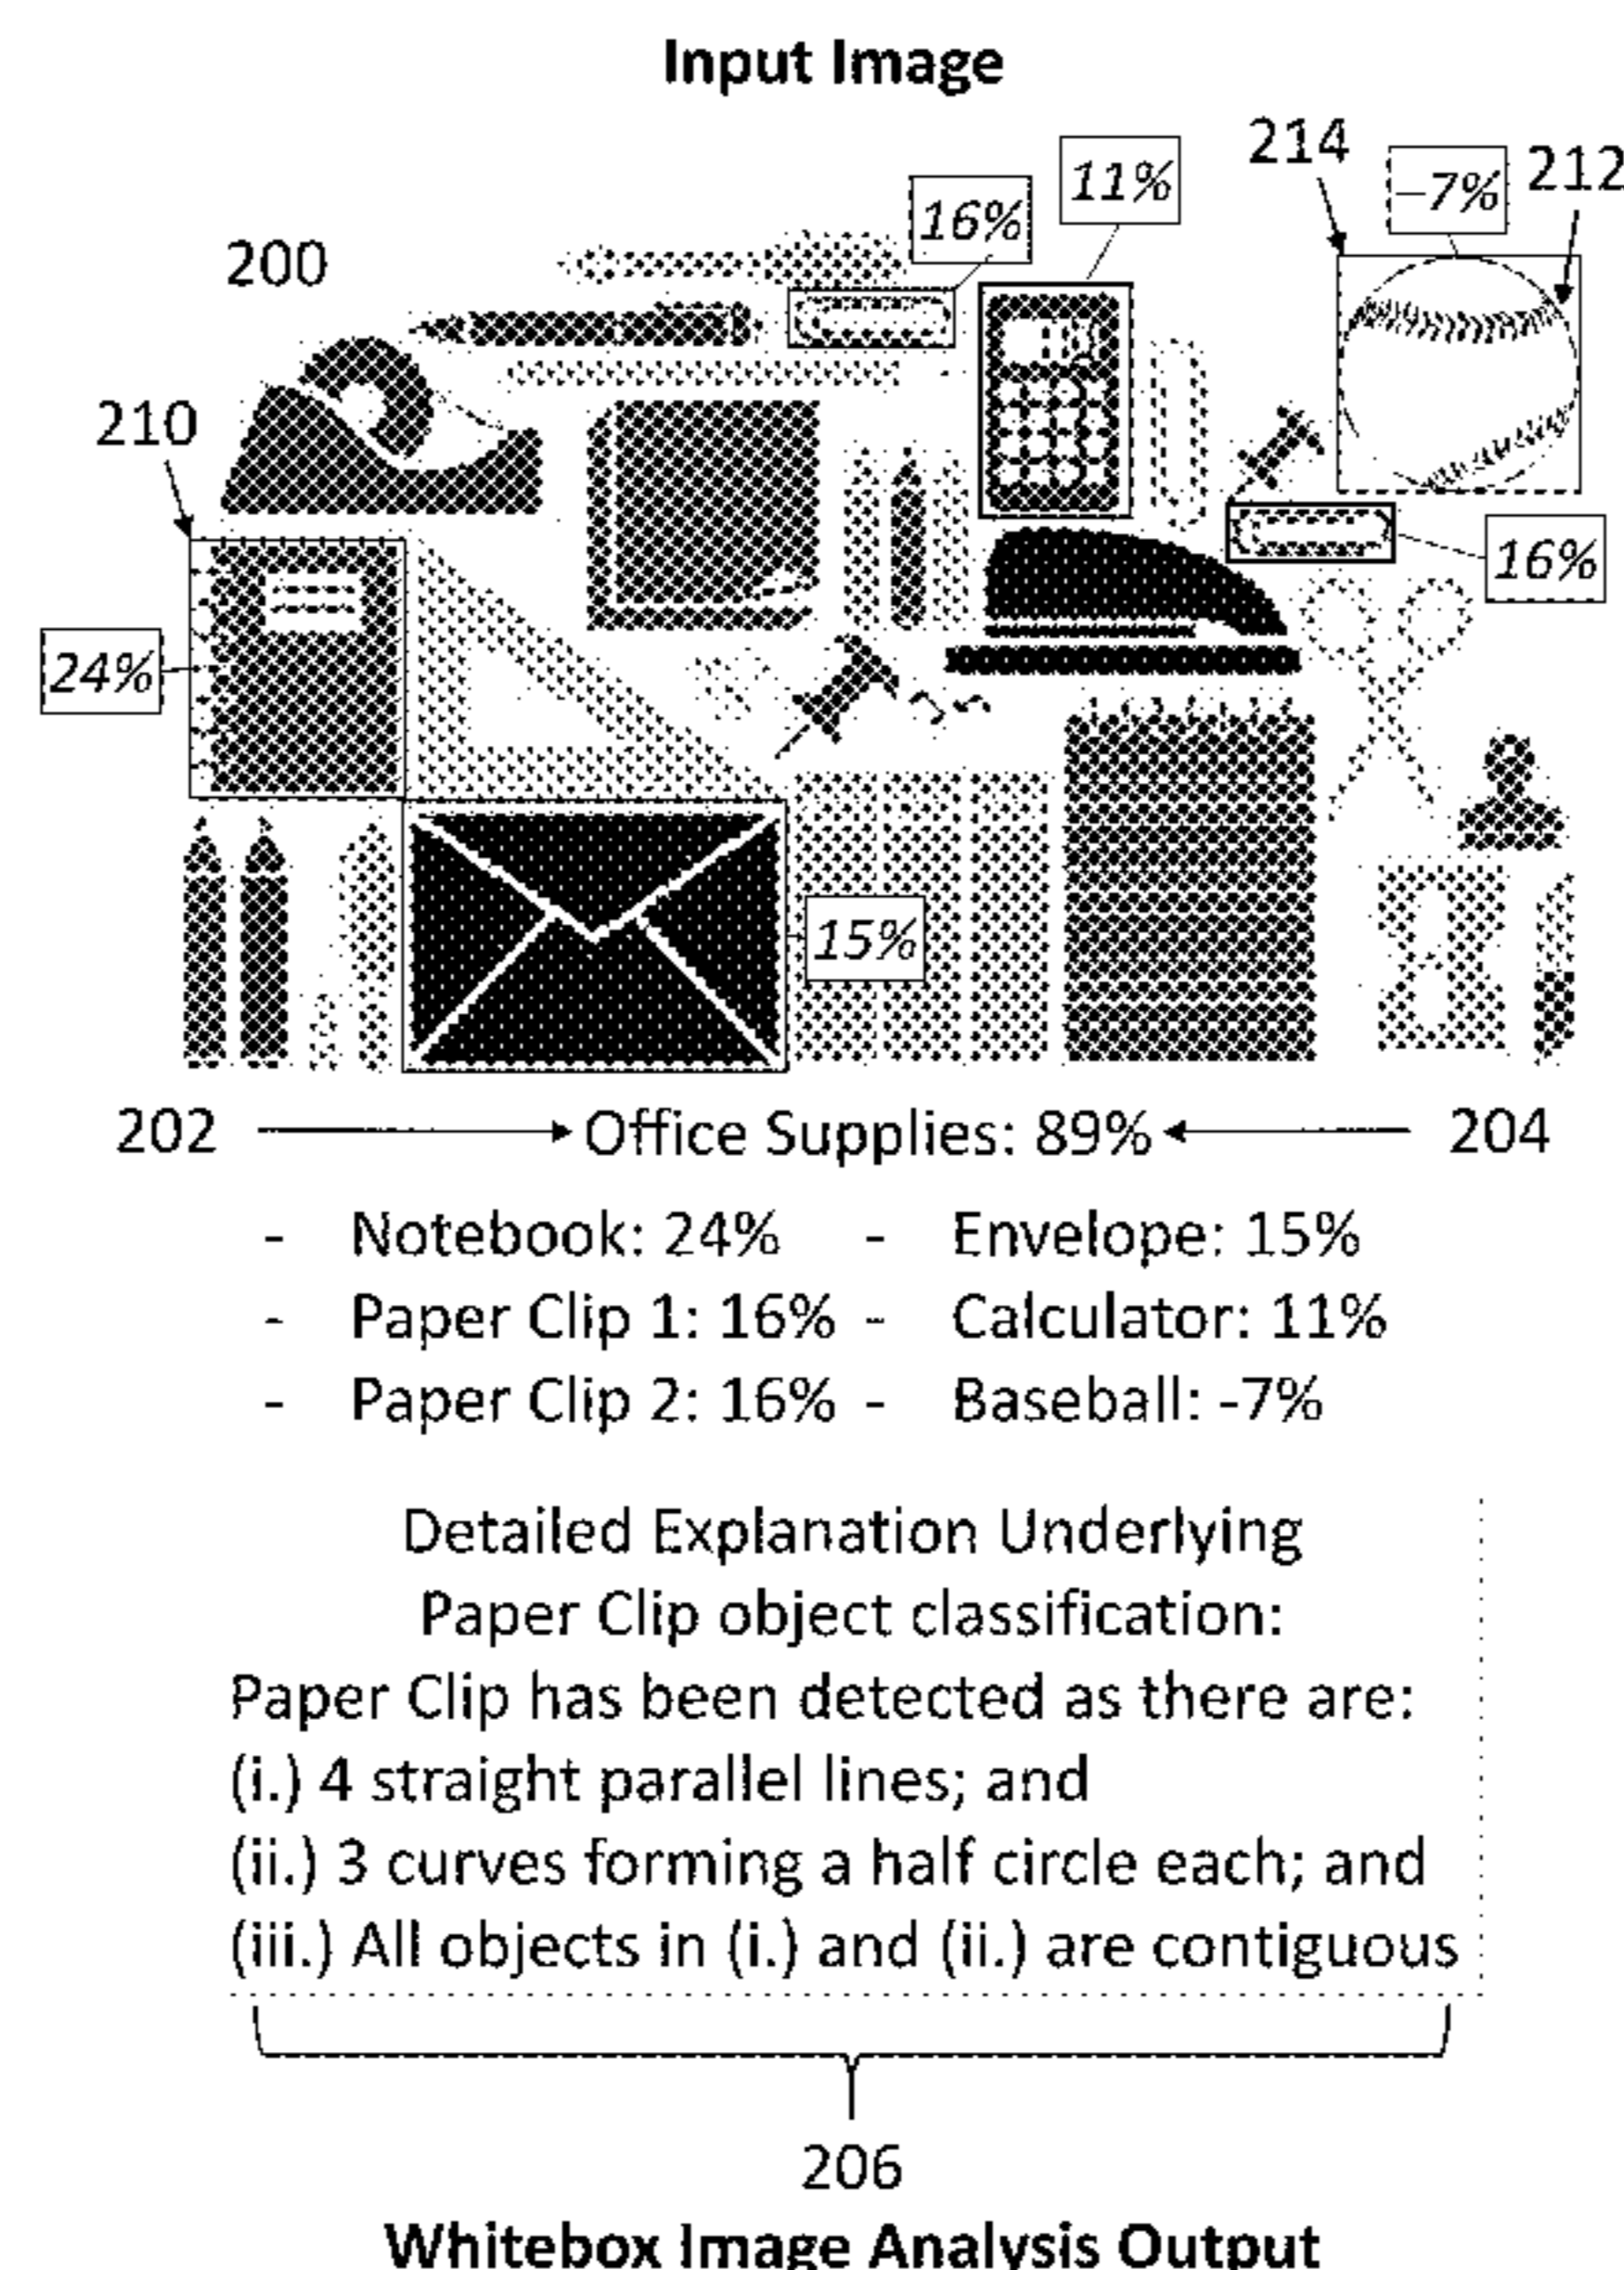 Input Image
214
212
–7%
11%
16%
200
210
16%
24%
15%
202
Office Supplies: 89%
204
- Notebook: 24% - Envelope: 15%
- Paper Clip 1: 16% - Calculator: 11%
- Paper Clip 2: 16% - Baseball: -7%
Detailed Explanation Underlying
Paper Clip object classification:
Paper Clip has been detected as there are:
(i.) 4 straight parallel lines; and
(ii.) 3 curves forming a half circle each; and
(iii.) All objects in (i.) and (ii.) are contiguous
206
Whitebox Image Analysis Output